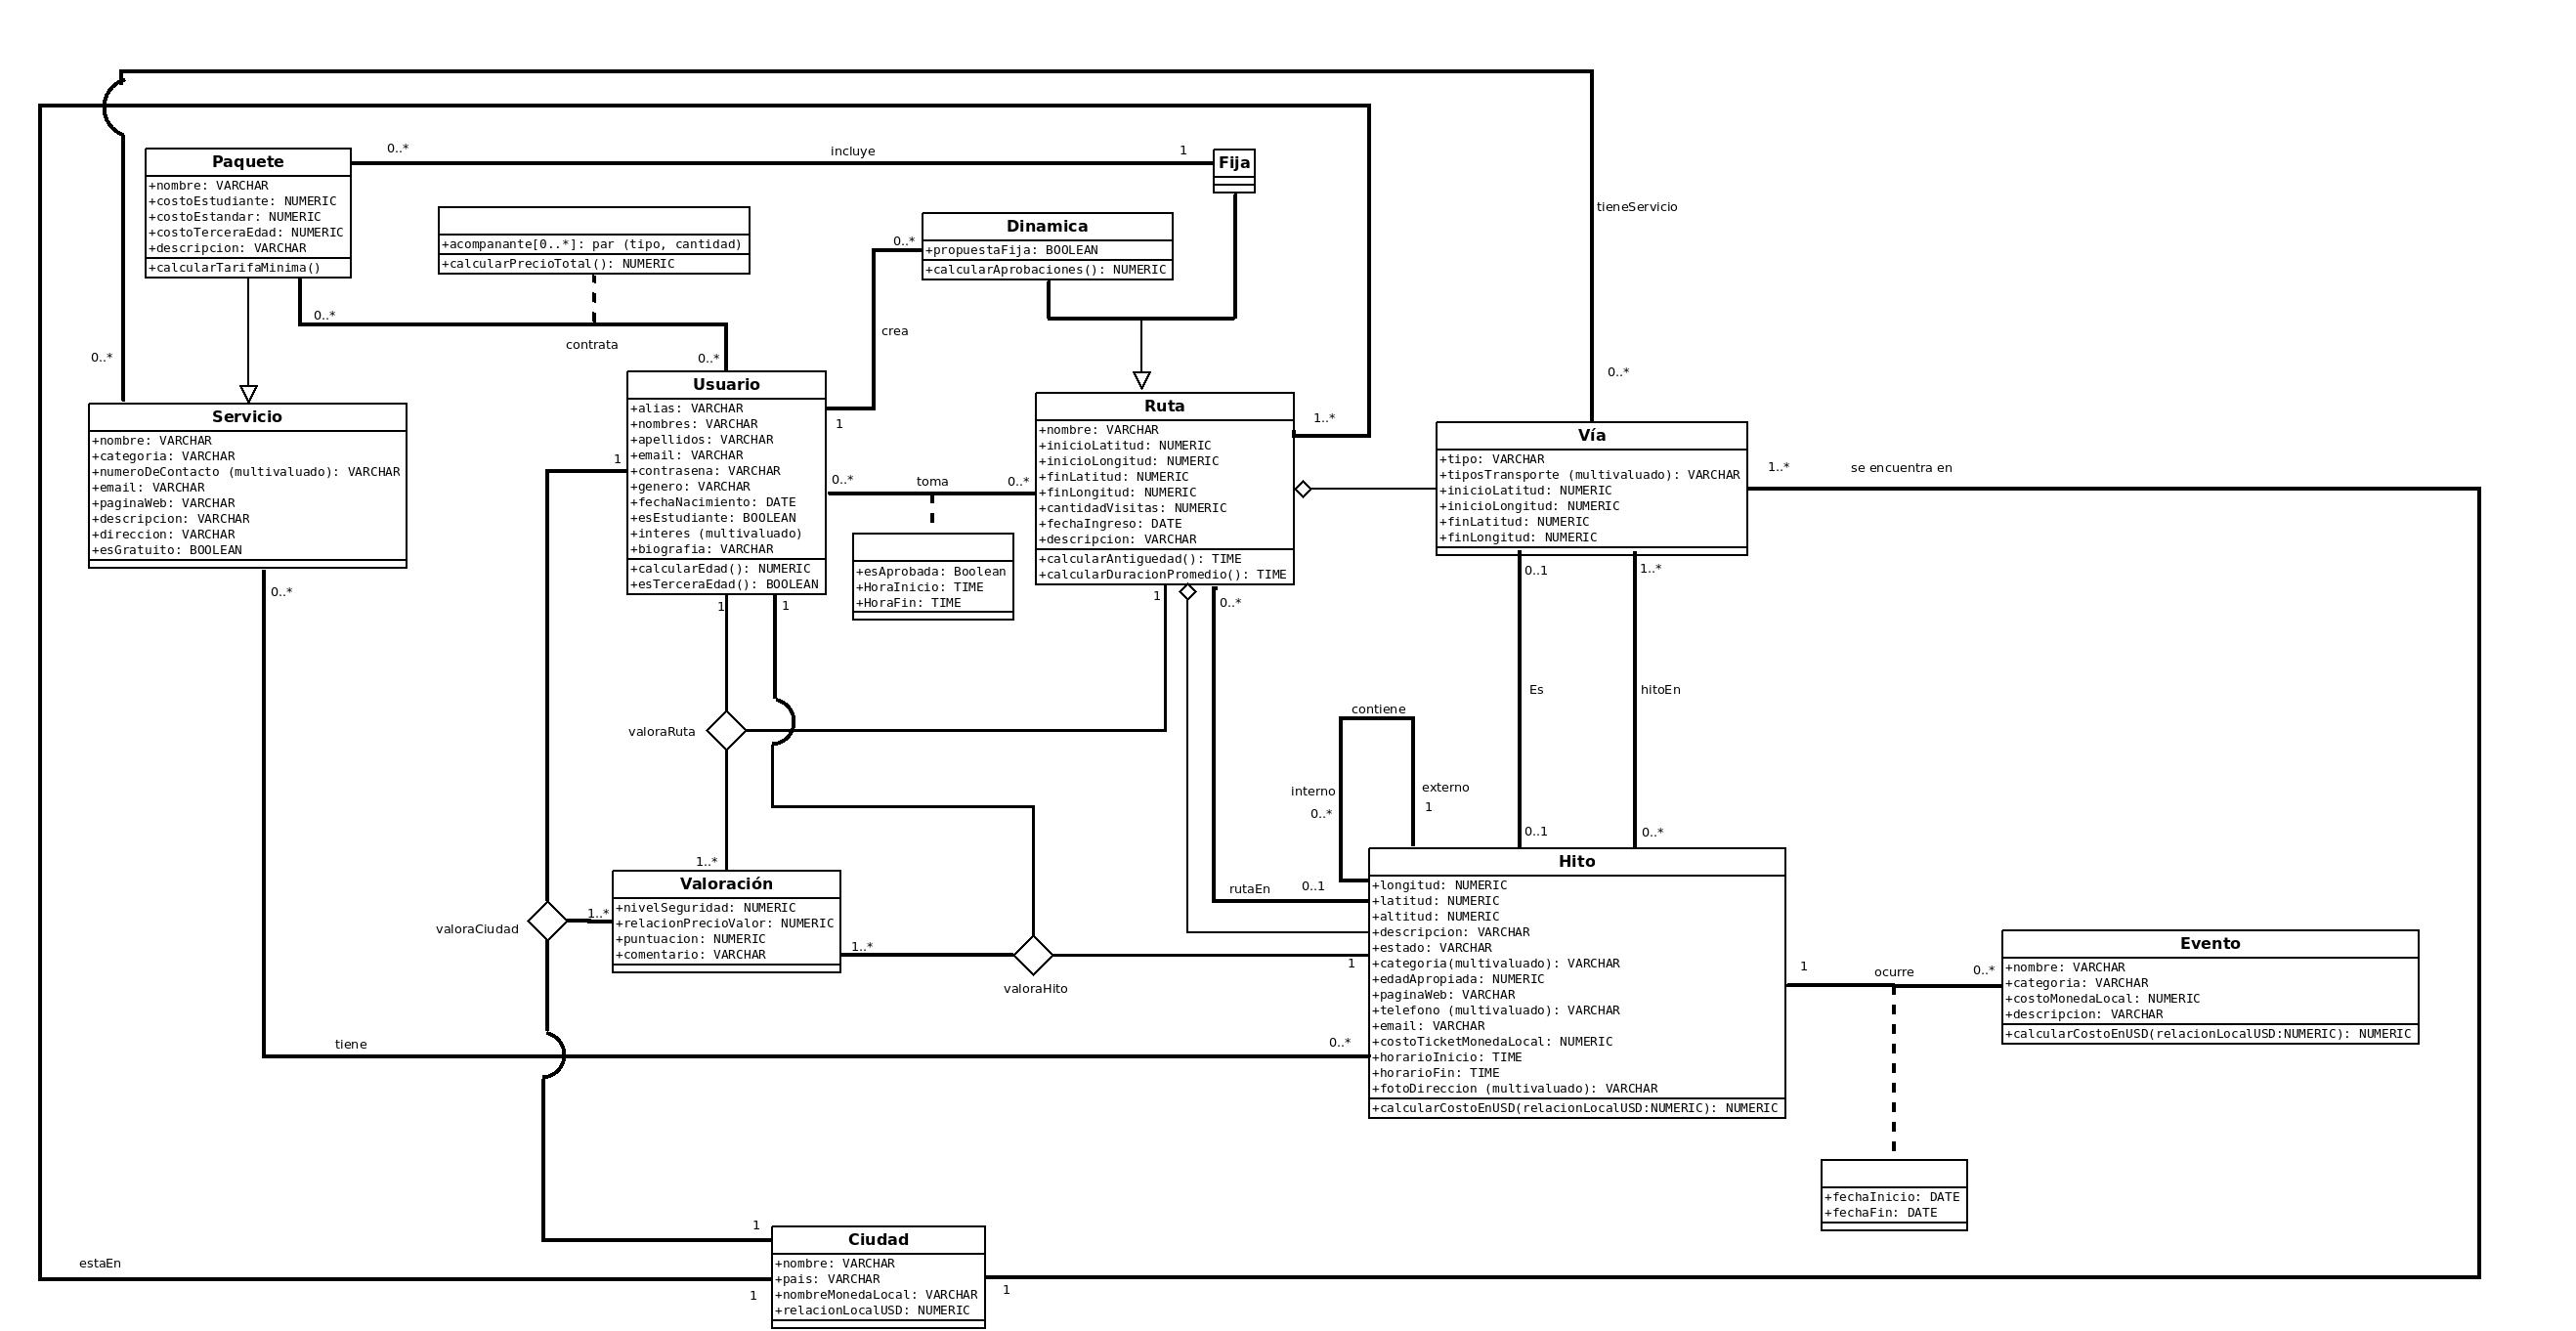 Paquete
+nombre: VARCHAR
+costoEstudiante: NUMERIC
+costoEstandar: NUMERIC
+costoTerceraEdad: NUMERIC
+descripcion: VARCHAR
+calcularTarifaMinima()
0..*
incluye
1
Fija
+acompanante[0..*]: par (tipo, cantidad)
+calcularPrecioTotal(): NUMERIC
Dinamica
+propuestaFija: BOOLEAN
+calcularAprobaciones(): NUMERIC
0..*
crea
1
tieneServicio
0..*
0..*
contrata
0..*
0..*
Servicio
+nombre: VARCHAR
+categoria: VARCHAR
+numeroDeContacto (multivaluado): VARCHAR
+email: VARCHAR
+paginaWeb: VARCHAR
+descripcion: VARCHAR
+direccion: VARCHAR
+esGratuito: BOOLEAN
0..*
Usuario
+alias: VARCHAR
+nombres: VARCHAR
+apellidos: VARCHAR
+email: VARCHAR
+contrasena: VARCHAR
+genero: VARCHAR
+fechaNacimiento: DATE
+esEstudiante: BOOLEAN
+interes (multivaluado)
+biografia: VARCHAR
+calcularEdad(): NUMERIC
+esTerceraEdad(): BOOLEAN
1
1
1
0..*
toma
0..*
+esAprobada: Boolean
+HoraInicio: TIME
+HoraFin: TIME
Ruta
+nombre: VARCHAR
+inicioLatitud: NUMERIC
+inicioLongitud: NUMERIC
+finLatitud: NUMERIC
+finLongitud: NUMERIC
+cantidadVisitas: NUMERIC
+fechaIngreso: DATE
+descripcion: VARCHAR
+calcularAntiguedad(): TIME
+calcularDuracionPromedio(): TIME
1..*
1
0..*
Vía
+tipo: VARCHAR
+tiposTransporte (multivaluado): VARCHAR
+inicioLatitud: NUMERIC
+inicioLongitud: NUMERIC
+finLatitud: NUMERIC
+finLongitud: NUMERIC
1..*
se encuentra en
0..1
1..*
Es
hitoEn
0..1
0..*
valoraRuta
contiene
interno
0..*
externo
1
1..*
Valoración
+nivelSeguridad: NUMERIC
+relacionPrecioValor: NUMERIC
+puntuacion: NUMERIC
+comentario: VARCHAR
1..*
valoraCiudad
1..*
valoraHito
1
rutaEn
0..1
Hito
+longitud: NUMERIC
+latitud: NUMERIC
+altitud: NUMERIC
+descripcion: VARCHAR
+estado: VARCHAR
+categoria(multivaluado): VARCHAR
+edadApropiada: NUMERIC
+paginaWeb: VARCHAR
+telefono (multivaluado): VARCHAR
+email: VARCHAR
+costoTicketMonedaLocal: NUMERIC
+horarioInicio: TIME
+horarioFin: TIME
+fotoDireccion (multivaluado): VARCHAR
+calcularCostoEnUSD(relacionLocalUSD:NUMERIC): NUMERIC
1
ocurre
0..*
Evento
+nombre: VARCHAR
+categoria: VARCHAR
+costoMonedaLocal: NUMERIC
+descripcion: VARCHAR
+calcularCostoEnUSD(relacionLocalUSD:NUMERIC): NUMERIC
tiene
0..*
+fechaInicio: DATE
+fechaFin: DATE
1
Ciudad
+nombre: VARCHAR
+pais: VARCHAR
+nombreMonedaLocal: VARCHAR
+relacionLocalUSD: NUMERIC
estaEn
1
1